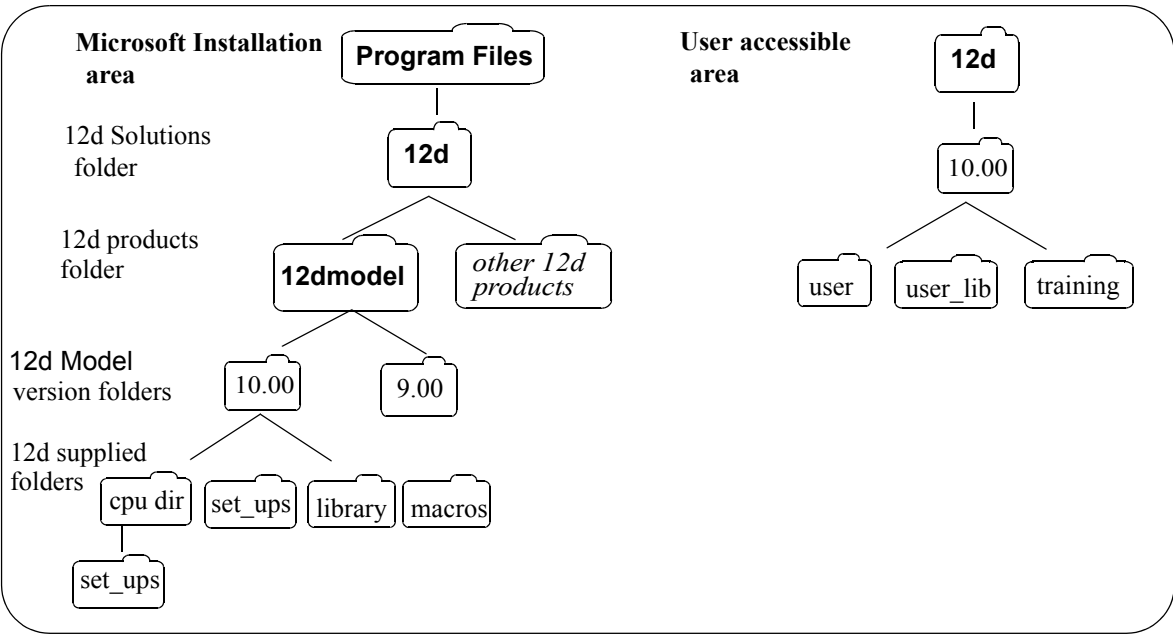 Microsoft Installation
area
Program Files
User accessible
area
12d
12d Solutions
folder
12d
10.00
12d products
folder
12dmodel
other 12d
products
user
user_lib
training
12d Model
version folders
10.00
9.00
12d supplied
folders
cpu dir
set_ups
library
macros
set_ups